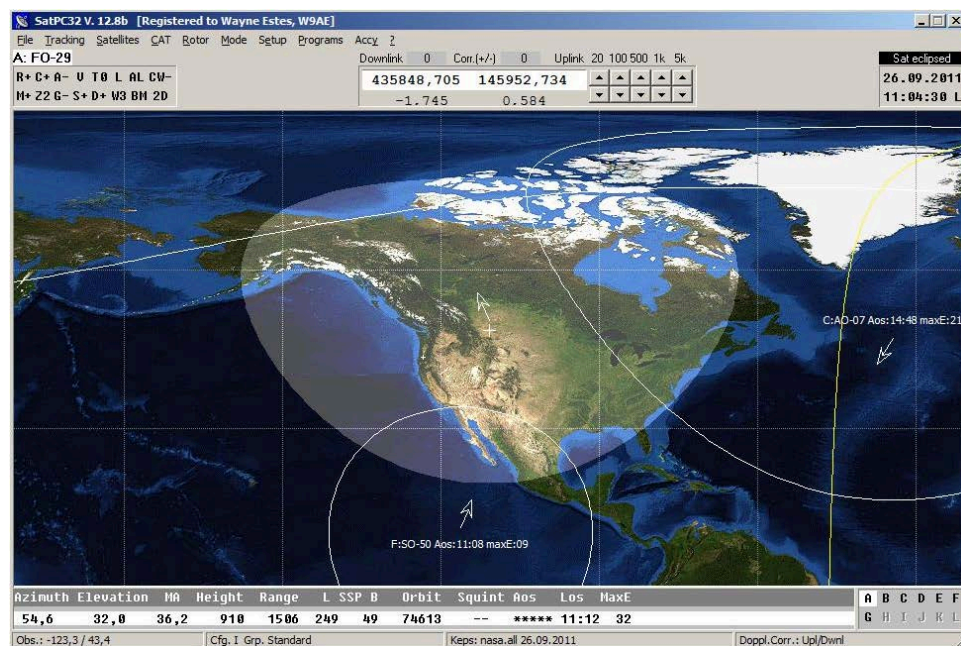 SatPC32 V. 12.8b [Registered to Wayne Estes, W9AE]
File Tracking Satellites CAT Rotor Mode Setup Programs Accy ?
A: FO-29
Downlink 0 Corr.(+/-) 0 Uplink 20 100 500 1k 5k
Sat eclipsed
R+ C+ A- V T0 L AL CW-
M+ Z2 G- S+ D+ W3 BM 2D
435848,705 145952,734
-1.745 0.584
26.09.2011
11:04:30 L
C:AO-07 Aos:14:48 maxE:21
F:SO-50 Aos:11:08 maxE:09
Azimuth Elevation MA Height Range L SSP B Orbit Squint Aos Los MaxE
54,6 32,0 36,2 910 1506 249 49 74613 -- ***** 11:12 32
A B C D E F
G H I J K L
Obs.: -123,3 / 43,4 Cfg. I Grp. Standard Keps: nasa.all 26.09.2011 Doppl.Corr.: Upl/Dwnl